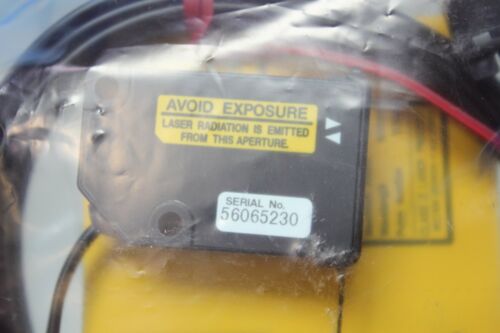 AVOID EXPOSURE
LASER RADIATION IS EMITTED
FROM THIS APERTURE.
SERIAL No.
56065230